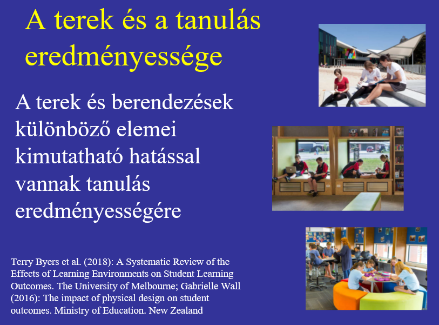 A terek és a tanulás
eredményessége
A terek és berendezések
különböző elemei
kimutatható hatással
vannak tanulás
eredményességére
Terry Byers et al. (2018): A Systematic Review of the
Effects of Learning Environments on Student Learning
Outcomes. The University of Melbourne; Gabrielle Wall
(2016): The impact of physical design on student
outcomes. Ministry of Education. New Zealand